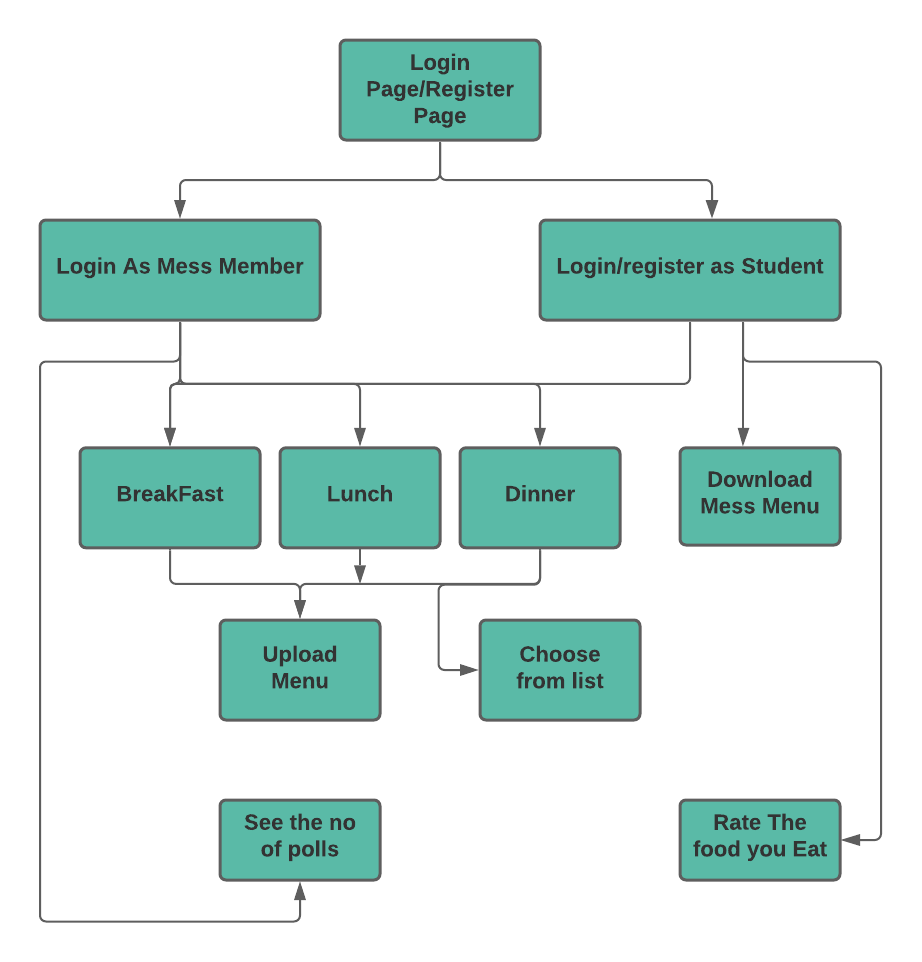 Login
Page/Register
Page
Login As Mess Member
Login/register as Student
BreakFast
Lunch
Dinner
Download
Mess Menu
Upload
Menu
Choose
from list
See the no
of polls
Rate The
food you Eat